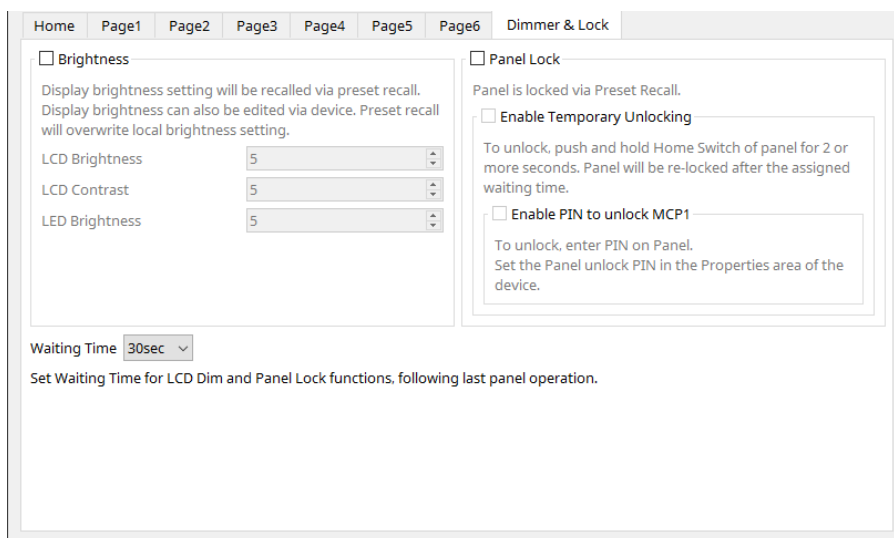 Home Page1 Page2 Page3 Page4 Page5 Page6 Dimmer & Lock
Brightness
Display brightness setting will be recalled via preset recall.
Display brightness can also be edited via device. Preset recall
will overwrite local brightness setting.
LCD Brightness 5
LCD Contrast 5
LED Brightness 5
Panel Lock
Panel is locked via Preset Recall.
Enable Temporary Unlocking
To unlock, push and hold Home Switch of panel for 2 or
more seconds. Panel will be re-locked after the assigned
waiting time.
Enable PIN to unlock MCP1
To unlock, enter PIN on Panel.
Set the Panel unlock PIN in the Properties area of the
device.
Waiting Time 30sec
Set Waiting Time for LCD Dim and Panel Lock functions, following last panel operation.